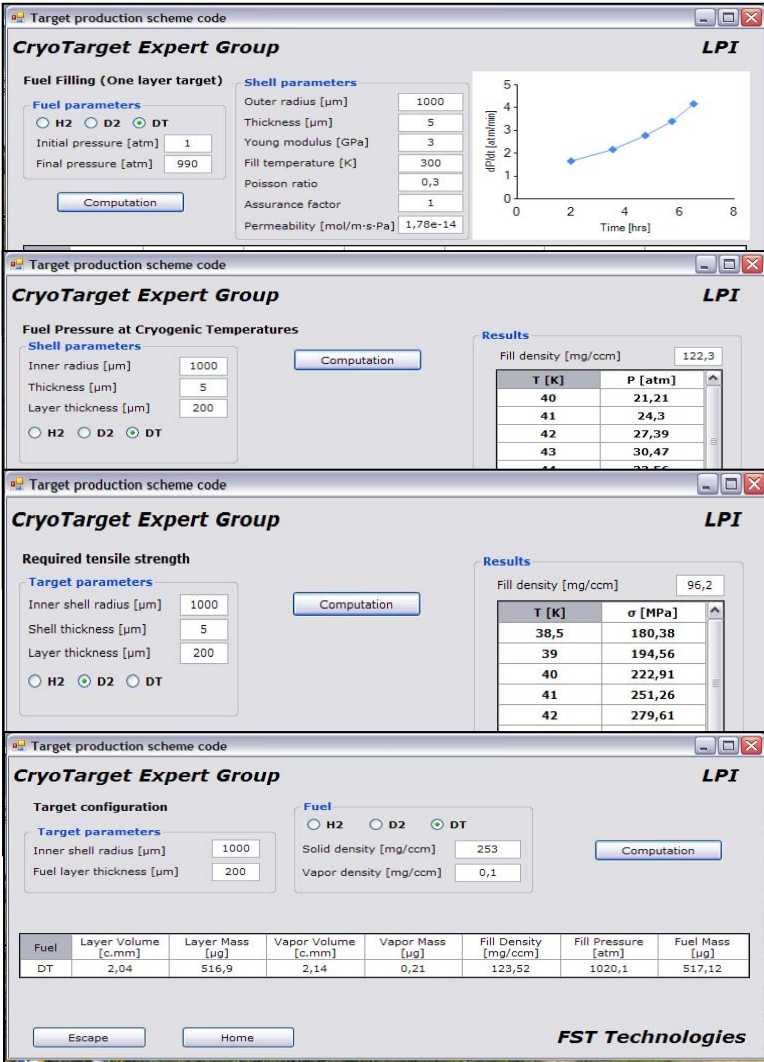 Target production scheme code
CryoTarget Expert Group
LPI
Fuel Filling (One layer target)
Fuel parameters
H2 D2 DT
Initial pressure [atm] 1
Final pressure [atm] 990
Computation
Shell parameters
Outer radius [µm] 1000
Thickness [µm] 5
Young modulus [GPa] 3
Fill temperature [K] 300
Poisson ratio 0,3
Assurance factor 1
Permeability [mol/m·s·Pa] 1,78e-14
dP/dt [atm/min]
5
4
3
2
1
0
0 2 4 6 8
Time [hrs]
Target production scheme code
CryoTarget Expert Group
LPI
Fuel Pressure at Cryogenic Temperatures
Shell parameters
Inner radius [µm] 1000
Thickness [µm] 5
Layer thickness [µm] 200
H2 D2 DT
Computation
Results
Fill density [mg/ccm] 122,3
T [K] P [atm]
40 21,21
41 24,3
42 27,39
43 30,47
Target production scheme code
CryoTarget Expert Group
LPI
Required tensile strength
Target parameters
Inner shell radius [µm] 1000
Shell thickness [µm] 5
Layer thickness [µm] 200
H2 D2 DT
Computation
Results
Fill density [mg/ccm] 96,2
T [K] σ [MPa]
38,5 180,38
39 194,56
40 222,91
41 251,26
42 279,61
Target production scheme code
CryoTarget Expert Group
LPI
Target configuration
Target parameters
Inner shell radius [µm] 1000
Fuel layer thickness [µm] 200
Fuel
H2 D2 DT
Solid density [mg/ccm] 253
Vapor density [mg/ccm] 0,1
Computation
Fuel Layer Volume [c.mm] Layer Mass [µg] Vapor Volume [c.mm] Vapor Mass [µg] Fill Density [mg/ccm] Fill Pressure [atm] Fuel Mass [µg]
DT 2,04 516,9 2,14 0,21 123,52 1020,1 517,12
Escape
Home
FST Technologies